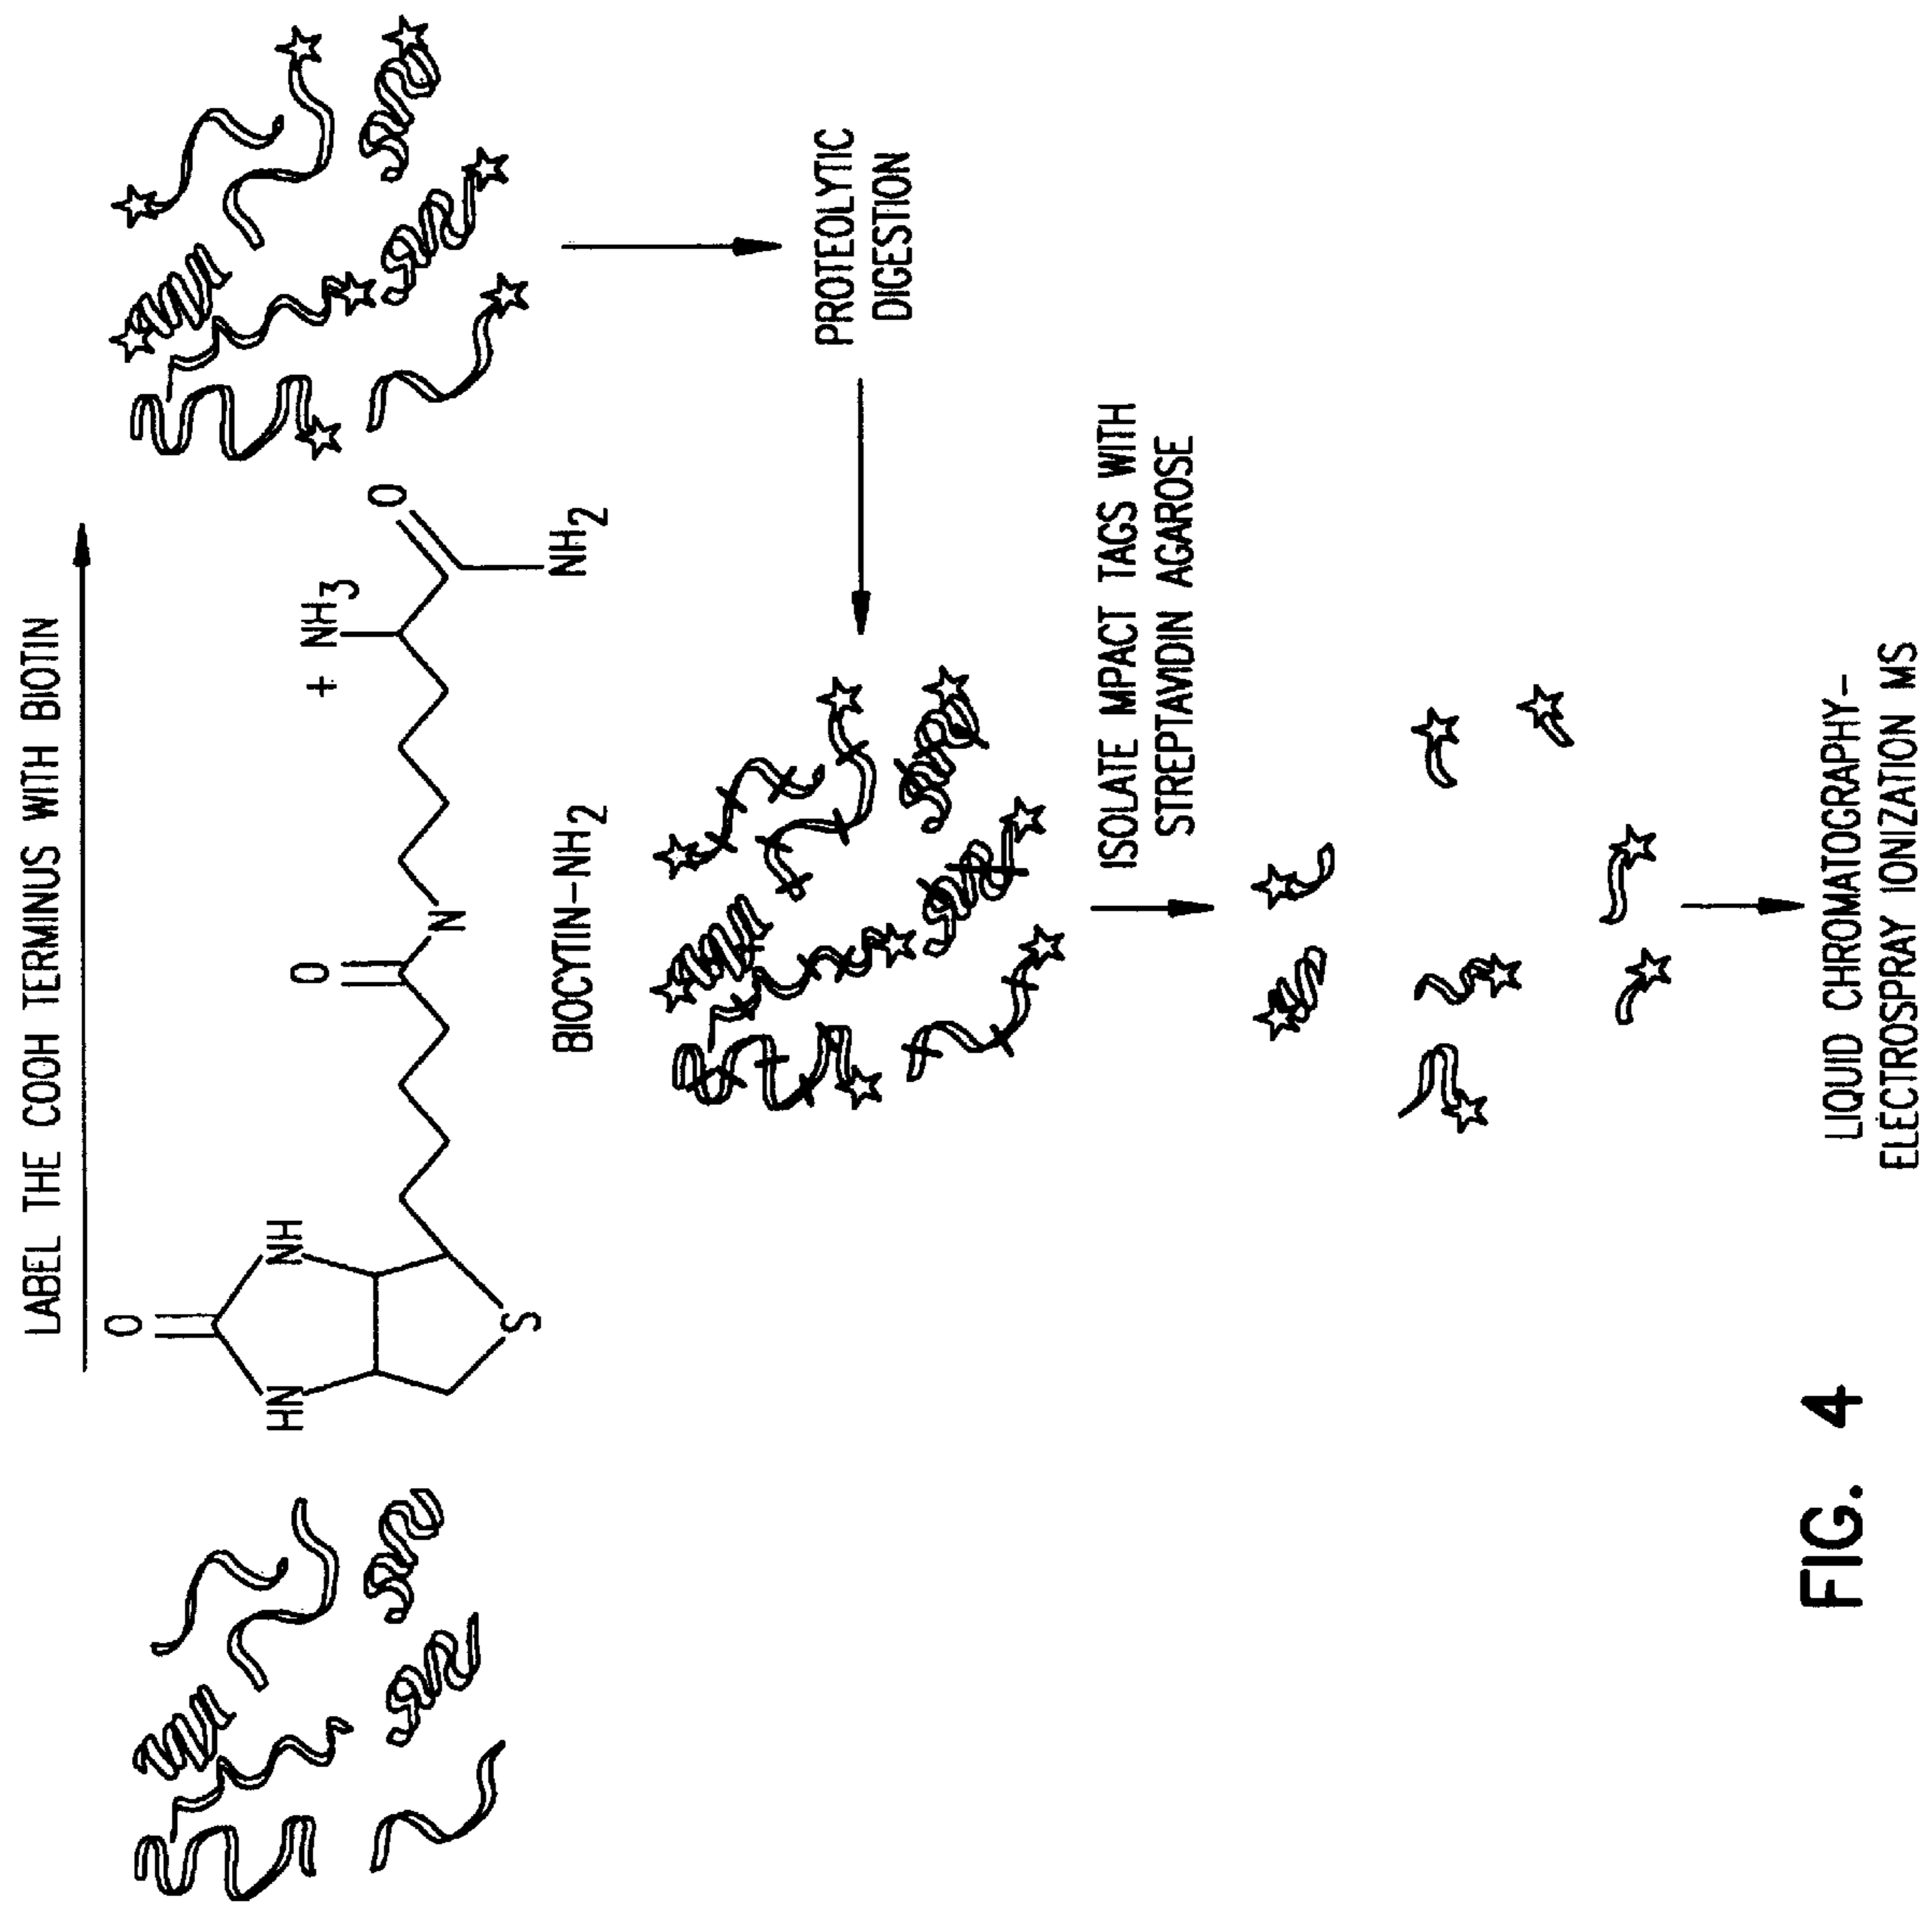 LABEL THE COOH TERMINUS WITH BIOTIN
O
HN
NH
S
O
N
+ NH3
O
NH2
BIOCYTIN-NH2
PROTEOLYTIC
DIGESTION
ISOLATE MPACT TAGS WITH
STREPTAVIDIN AGAROSE
LIQUID CHROMATOGRAPHY-
ELECTROSPRAY IONIZATION MS
FIG. 4